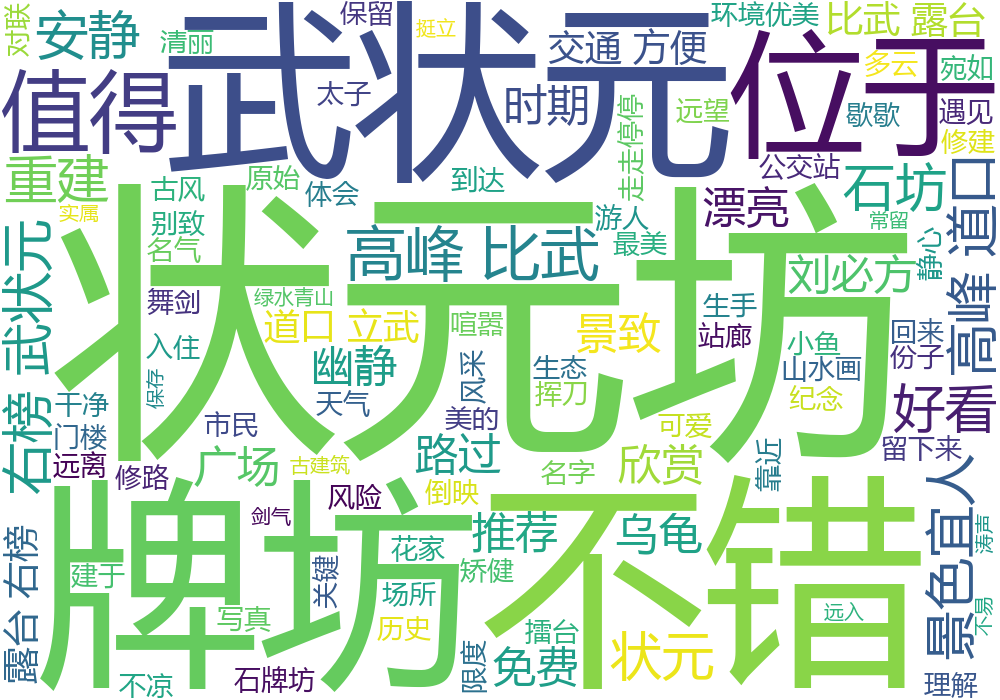 对联
安静
清丽
保留
挺立
环境优美
比武 露台
武状元
位于
值得
交通 方便
多云
宛如
太子
时期
远望
歇歇
遇见
走走停停
修建
重建
古风
原始
体会
到达
公交站
石坊
高峰 道口
实属
别致
名气
游人
最美
漂亮
常留
静心
状元坊
高峰 比武
刘必方
右榜 武状元
舞剑
绿水青山
道口 立武
喧嚣
景致
生手
站廊
回来
入住
幽静
风采
生态
小鱼
份子
山水画
保存
天气
挥刀
纪念
好看
干净
市民
美的
可爱
门楼
广场
路过
留下来
远离
修路
古建筑
名字
欣赏
靠近
景色宜人
牌坊
不错
风险
倒映
剑气
推荐
乌龟
涛声
露台 右榜
花家
建于
关键
矫健
场所
不易
写真
历史
擂台
远入
状元
限度
免费
不凉
石牌坊
理解